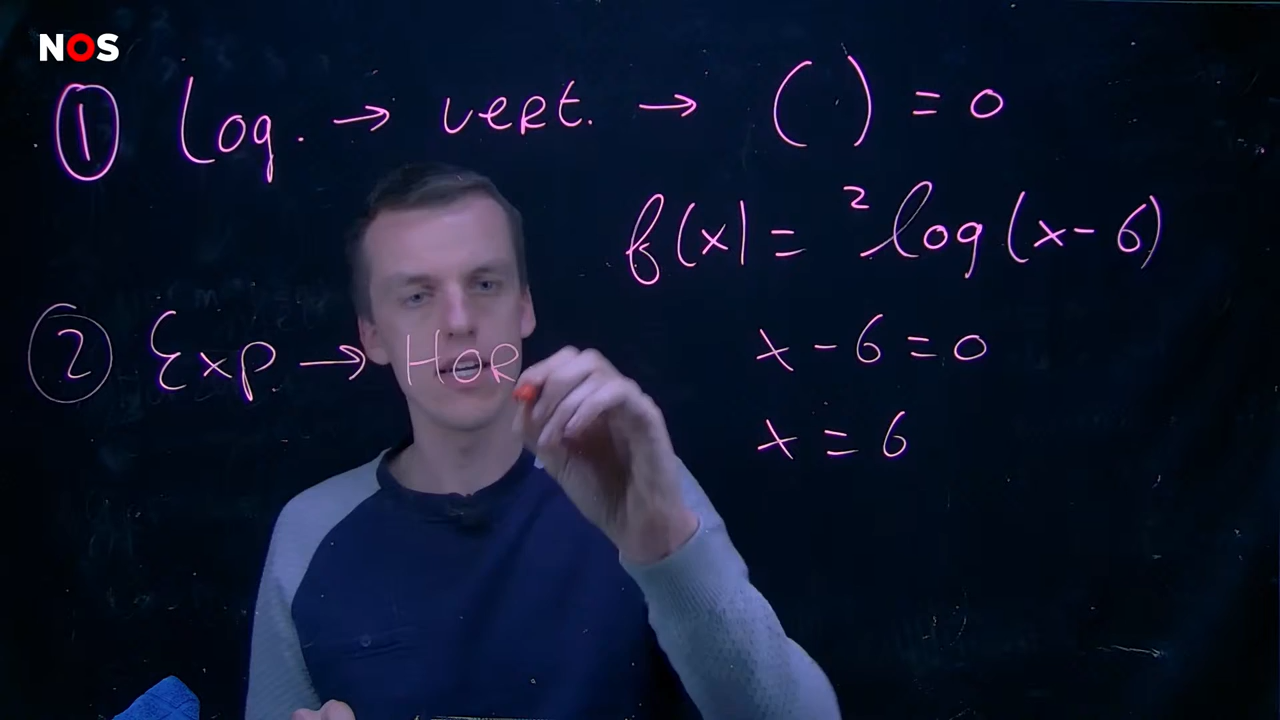 NOS
① Log. → vert. → ( ) = 0
f(x) = ²log(x-6)
② Exp → HOR
x - 6 = 0
x = 6